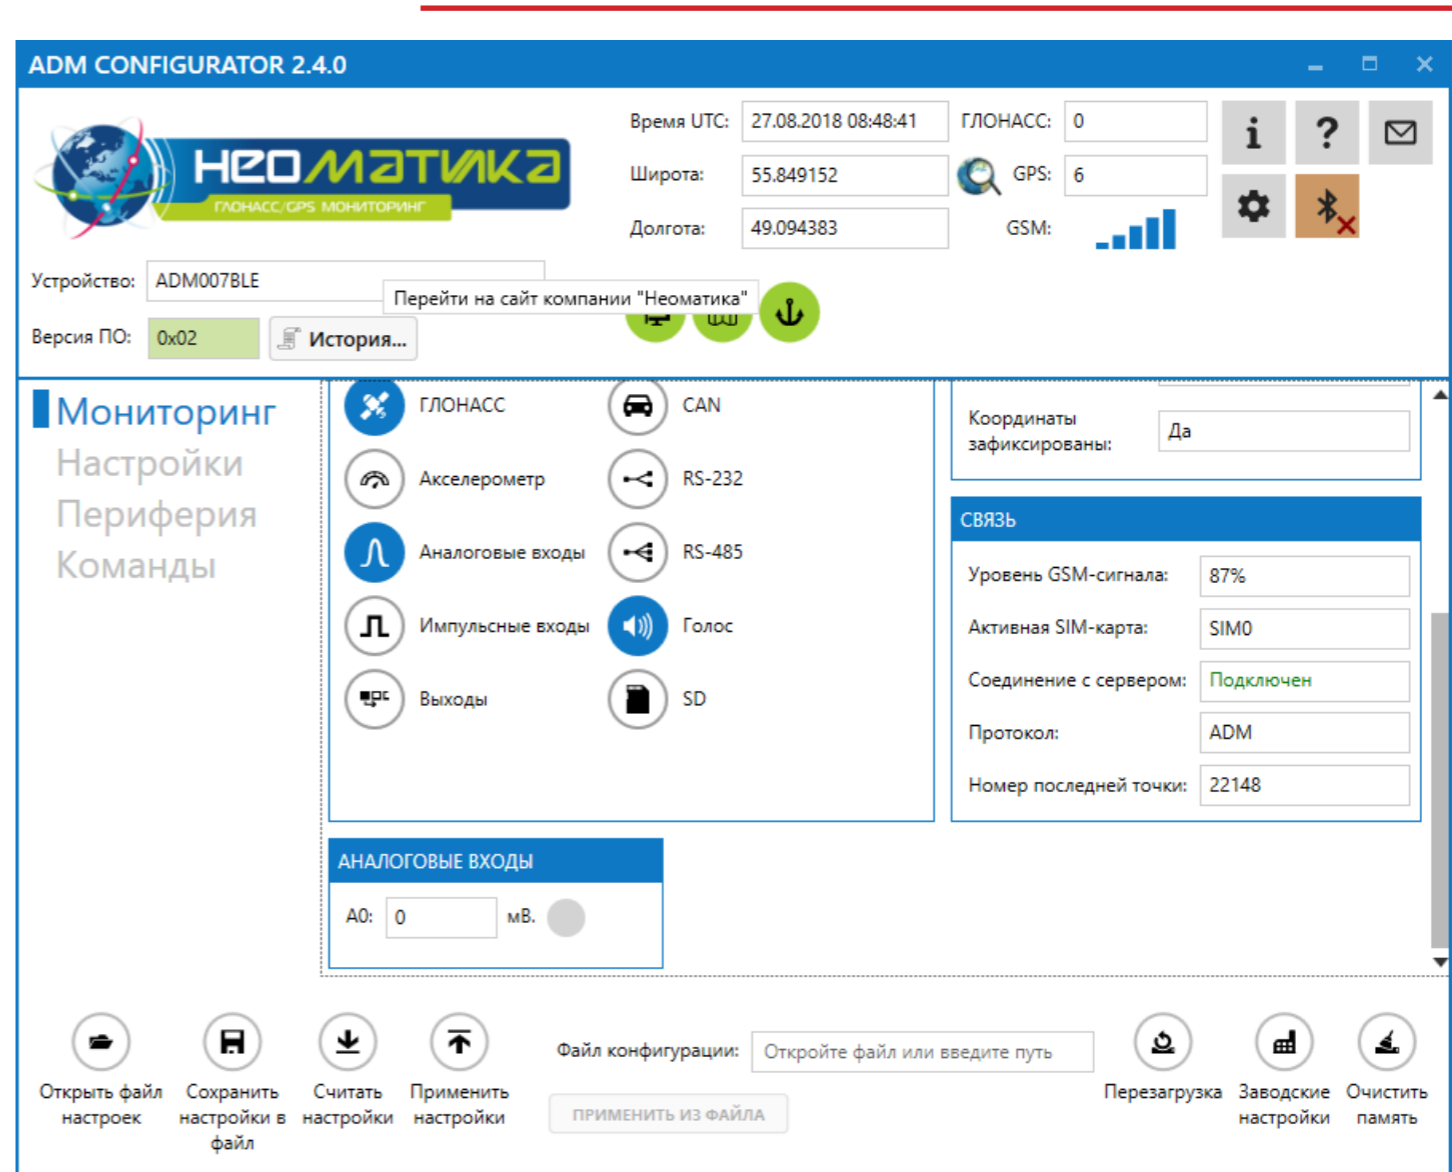 ADM CONFIGURATOR 2.4.0
НЕОМАТИКА
ГЛОНАСС/GPS МОНИТОРИНГ
Время UTC: 27.08.2018 08:48:41 ГЛОНАСС: 0
Широта: 55.849152 GPS: 6
Долгота: 49.094383 GSM:
Устройство: ADM007BLE
Перейти на сайт компании "Неоматика"
Версия ПО: 0x02 История...
Мониторинг
Настройки
Периферия
Команды
ГЛОНАСС CAN
Акселерометр RS-232
Аналоговые входы RS-485
Импульсные входы Голос
Выходы SD
Координаты
зафиксированы: Да
СВЯЗЬ
Уровень GSM-сигнала: 87%
Активная SIM-карта: SIM0
Соединение с сервером: Подключен
Протокол: ADM
Номер последней точки: 22148
АНАЛОГОВЫЕ ВХОДЫ
A0: 0 мВ.
Открыть файл
настроек
Сохранить
настройки в
файл
Считать
настройки
Применить
настройки
Файл конфигурации: Откройте файл или введите путь
ПРИМЕНИТЬ ИЗ ФАЙЛА
Перезагрузка
Заводские
настройки
Очистить
память